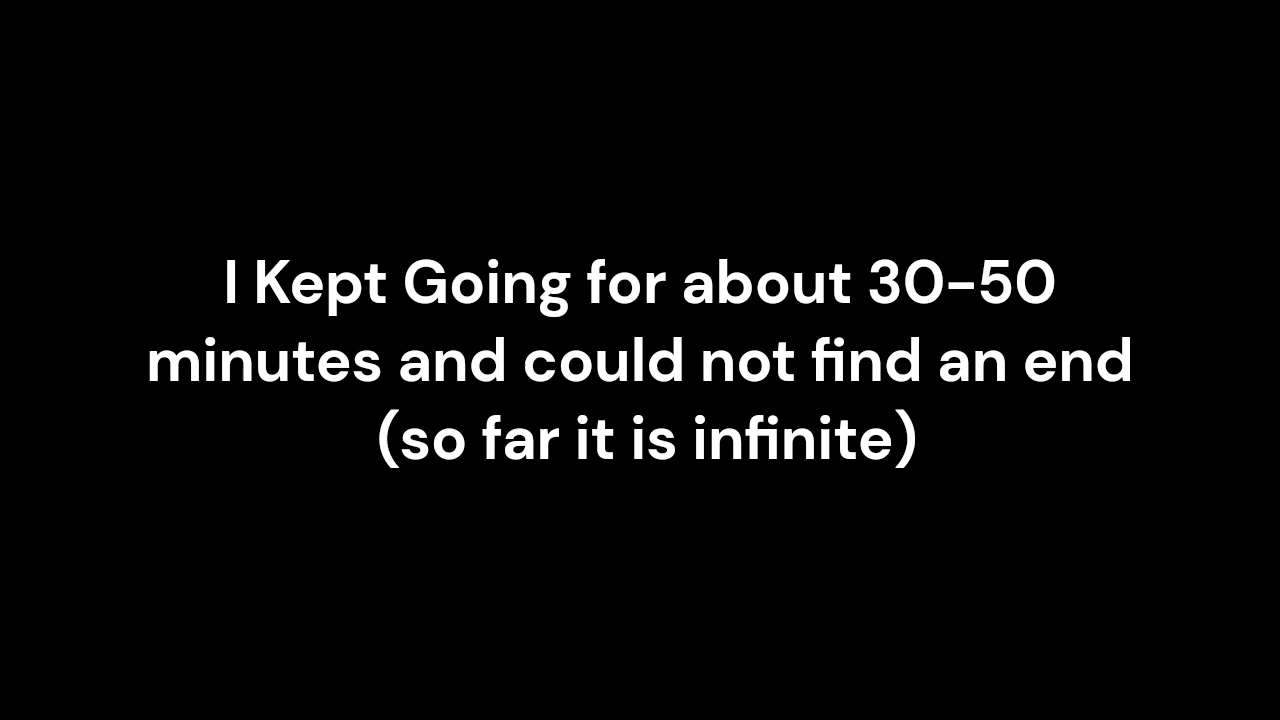 I Kept Going for about 30-50
minutes and could not find an end
(so far it is infinite)